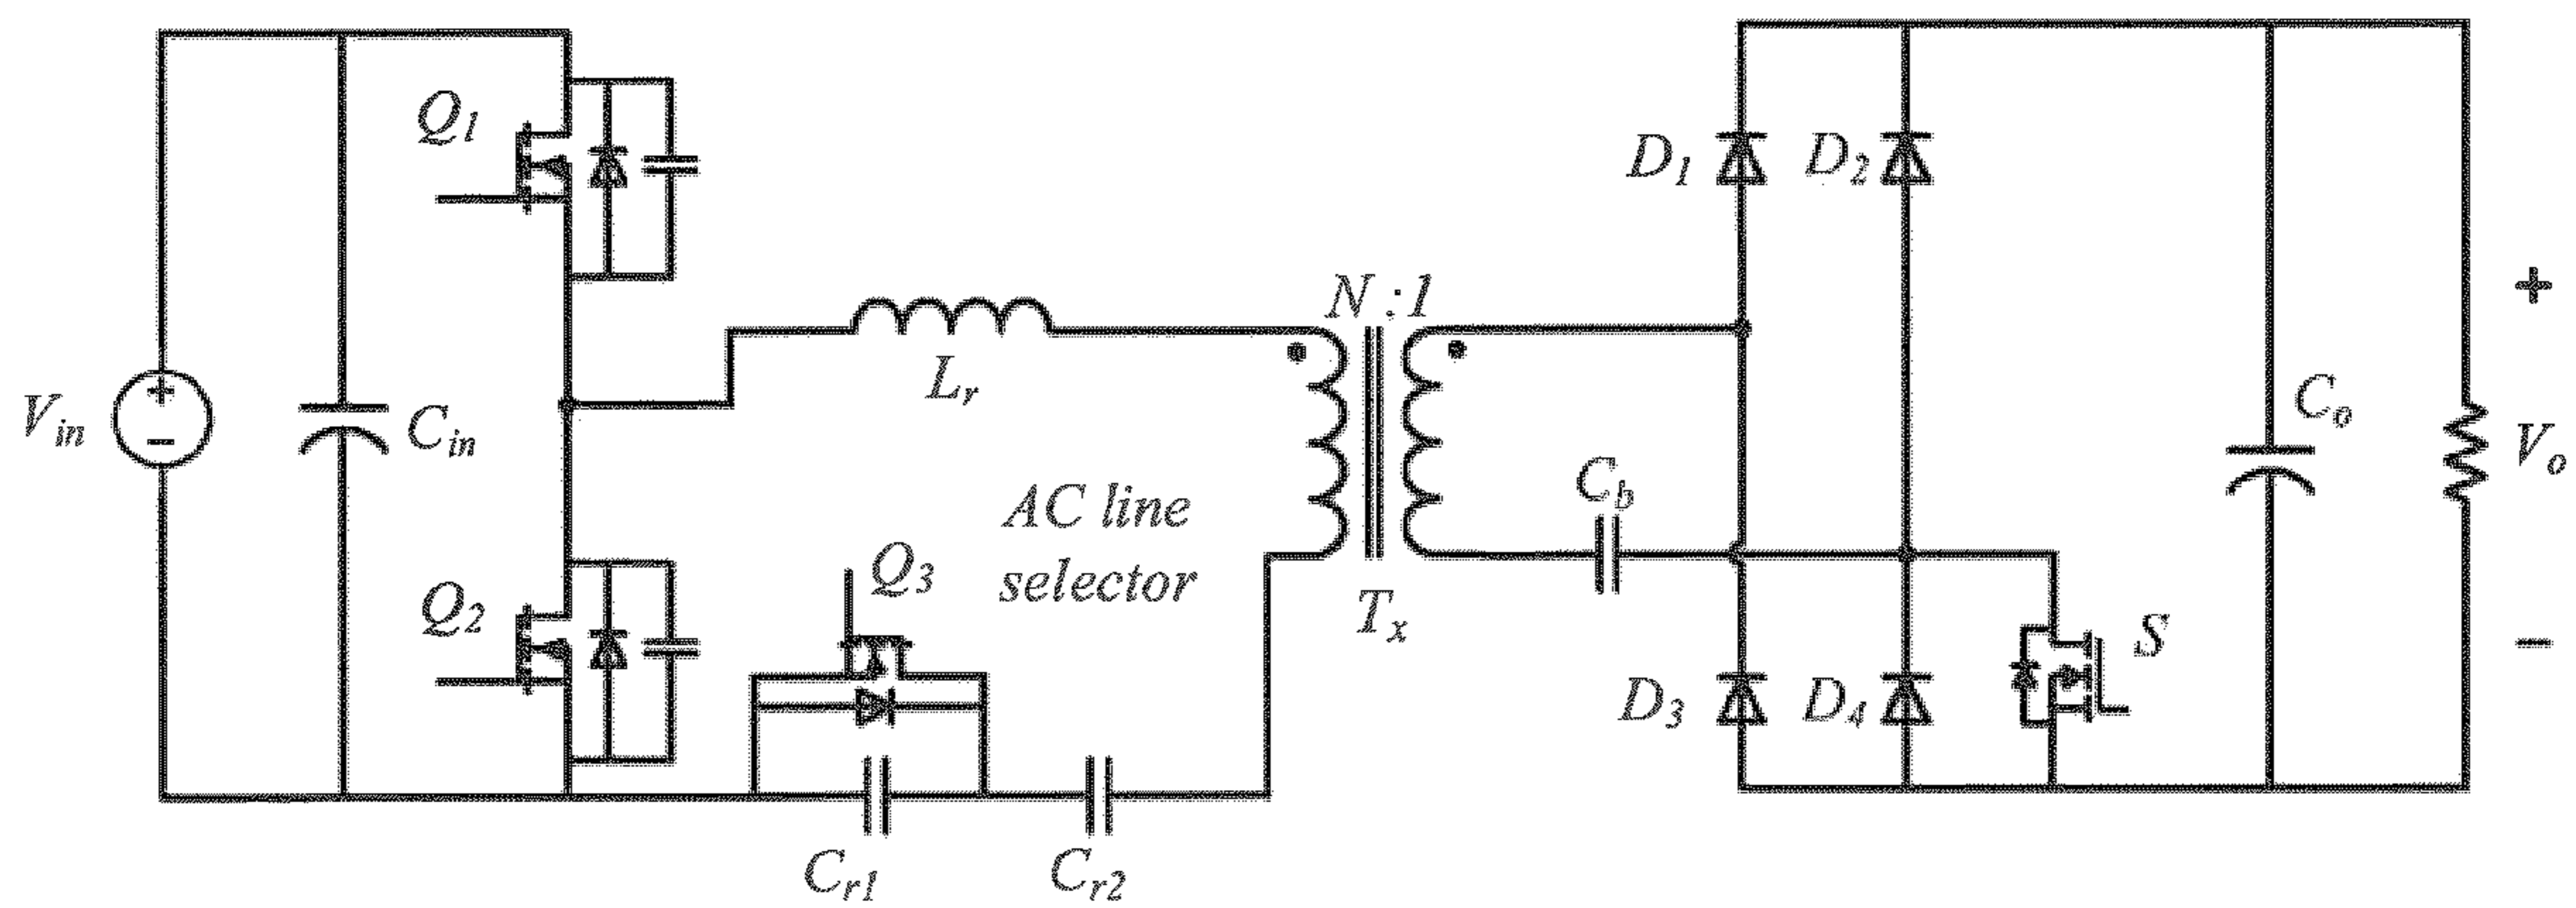 Q1
D1
D2
N :1
+
Lr
Vin
+
−
Cin
Co
Vo
AC line
selector
Cb
Q3
Q2
Tx
S
−
D3
D4
Cr1
Cr2